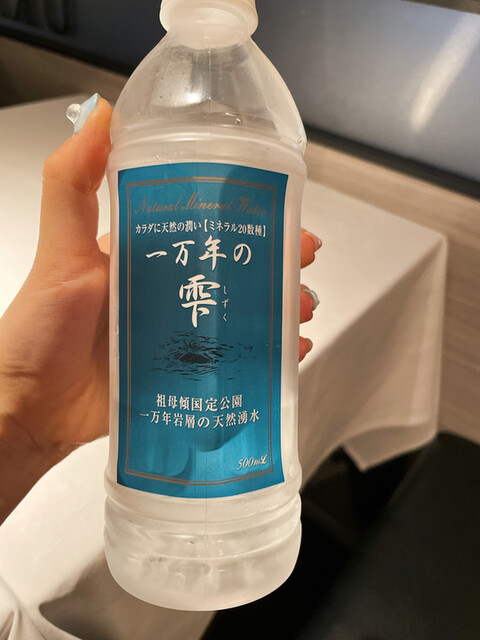 Natural Mineral Water
カラダに天然の潤い【ミネラル20数種】
一万年の
雫
しずく
祖母傾国定公園
一万年岩層の天然湧水
500mL